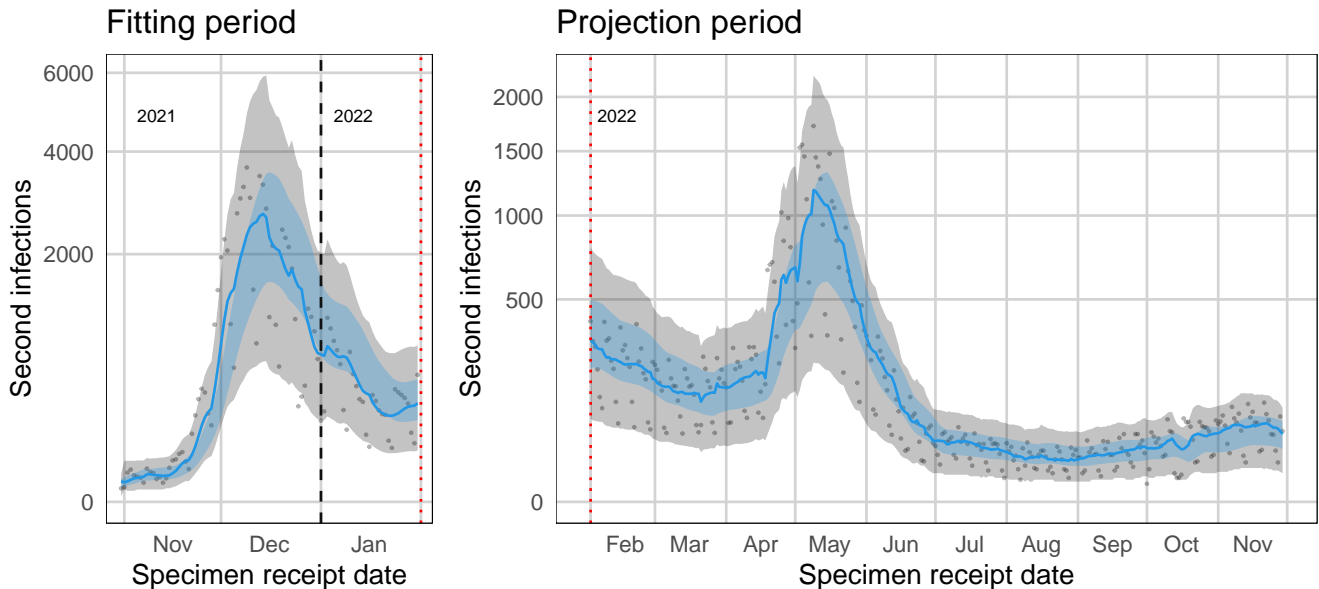 Fitting period
Projection period
6000
4000
2000
0
Second infections
2021
2022
Nov Dec Jan
Specimen receipt date
2000
1500
1000
500
0
Second infections
2022
Feb Mar Apr May Jun Jul Aug Sep Oct Nov
Specimen receipt date